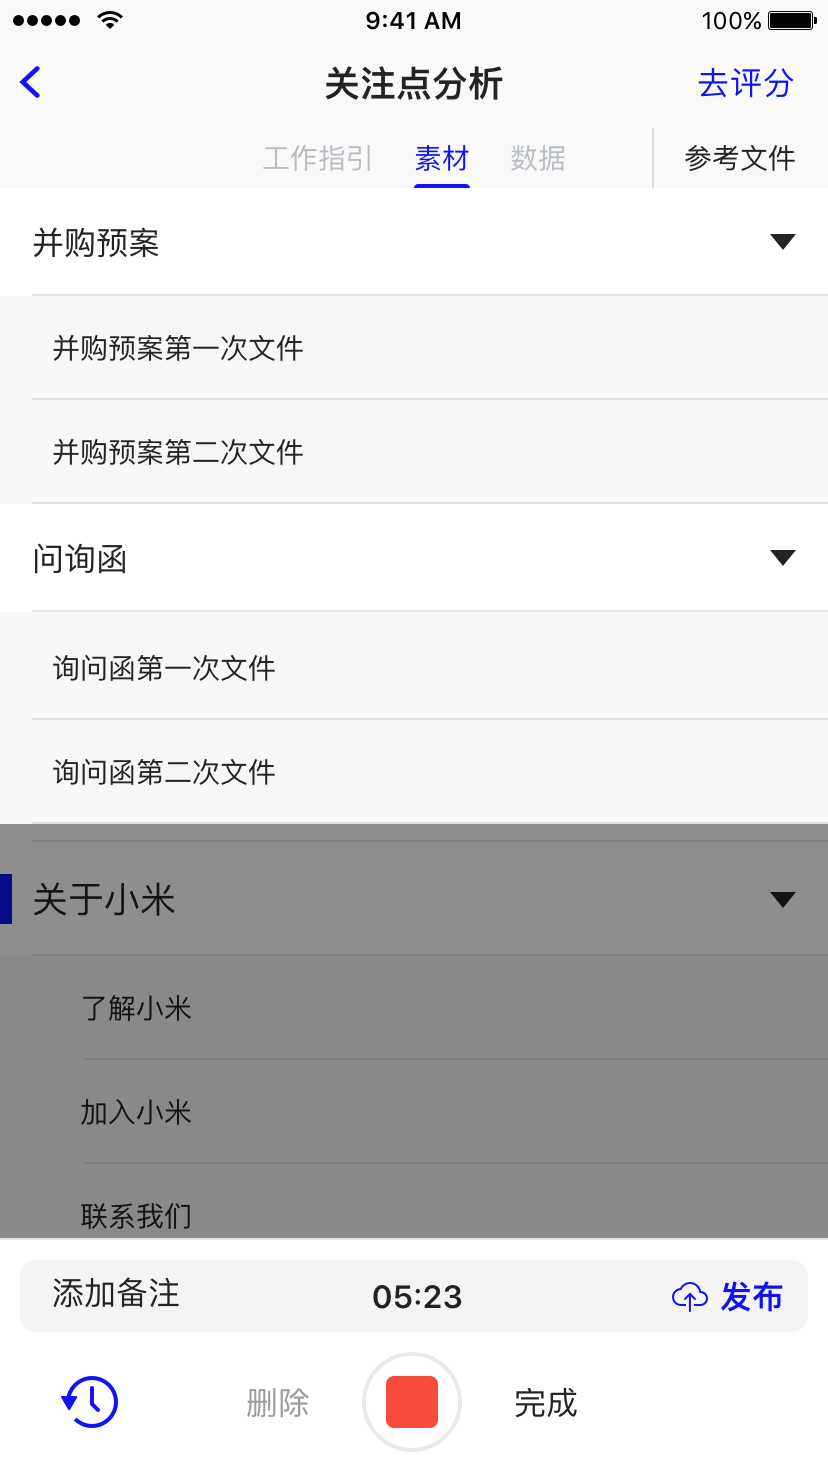 9:41 AM 100%
关注点分析 去评分
工作指引 素材 数据 参考文件
并购预案
并购预案第一次文件
并购预案第二次文件
问询函
询问函第一次文件
询问函第二次文件
关于小米
了解小米
加入小米
联系我们
添加备注 05:23 发布
删除 完成